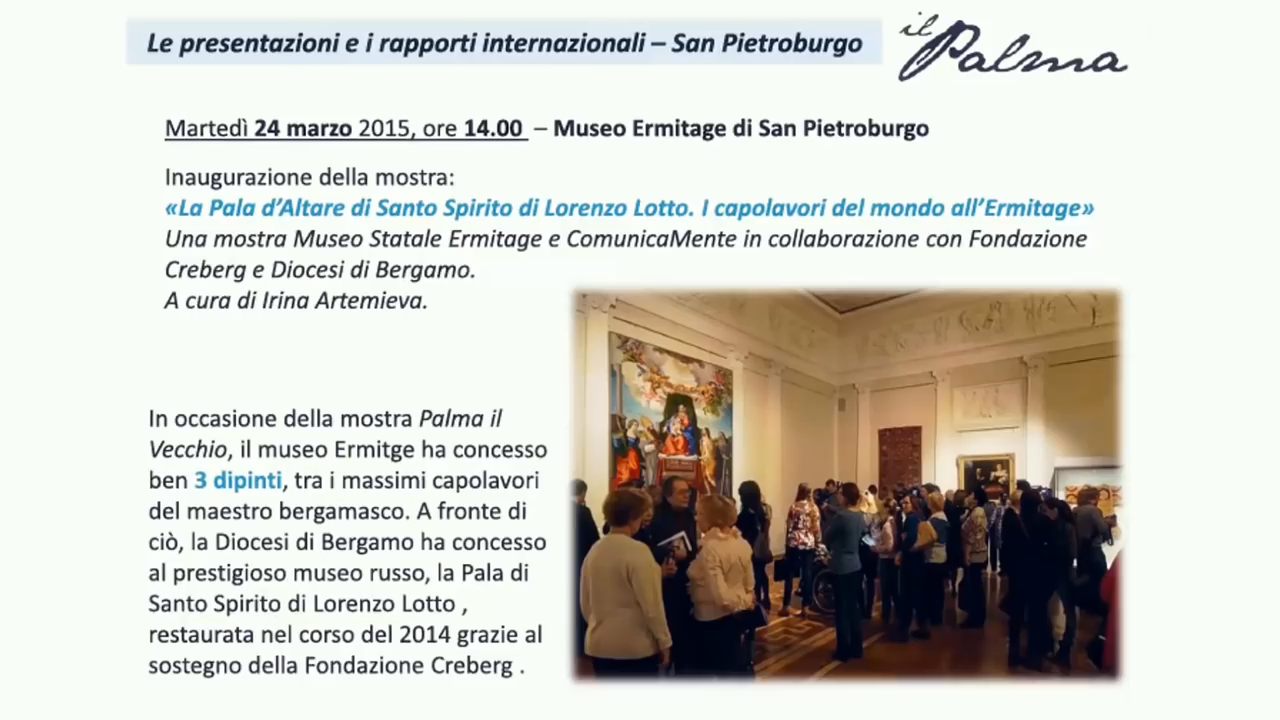 Le presentazioni e i rapporti internazionali – San Pietroburgo
il Palma
Martedì 24 marzo 2015, ore 14.00 – Museo Ermitage di San Pietroburgo
Inaugurazione della mostra:
«La Pala d’Altare di Santo Spirito di Lorenzo Lotto. I capolavori del mondo all’Ermitage»
Una mostra Museo Statale Ermitage e ComunicaMente in collaborazione con Fondazione
Creberg e Diocesi di Bergamo.
A cura di Irina Artemieva.
In occasione della mostra Palma il
Vecchio, il museo Ermitge ha concesso
ben 3 dipinti, tra i massimi capolavori
del maestro bergamasco. A fronte di
ciò, la Diocesi di Bergamo ha concesso
al prestigioso museo russo, la Pala di
Santo Spirito di Lorenzo Lotto ,
restaurata nel corso del 2014 grazie al
sostegno della Fondazione Creberg .